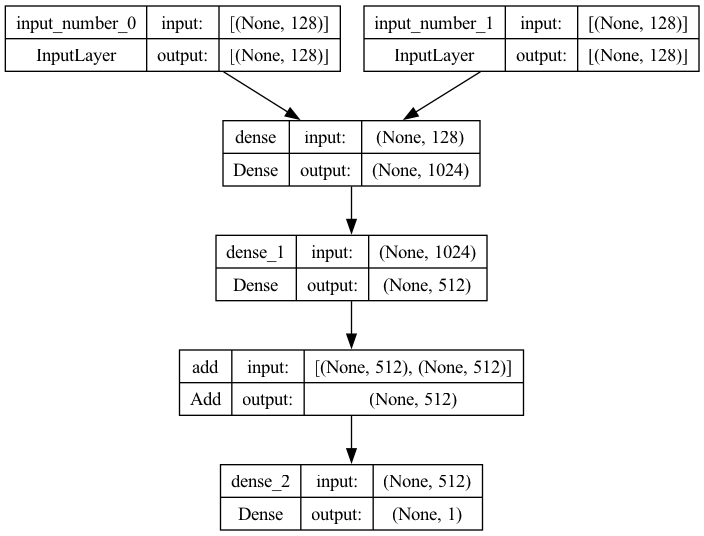 input_number_0 input: [(None, 128)]
InputLayer output: [(None, 128)]
input_number_1 input: [(None, 128)]
InputLayer output: [(None, 128)]
dense input: (None, 128)
Dense output: (None, 1024)
dense_1 input: (None, 1024)
Dense output: (None, 512)
add input: [(None, 512), (None, 512)]
Add output: (None, 512)
dense_2 input: (None, 512)
Dense output: (None, 1)